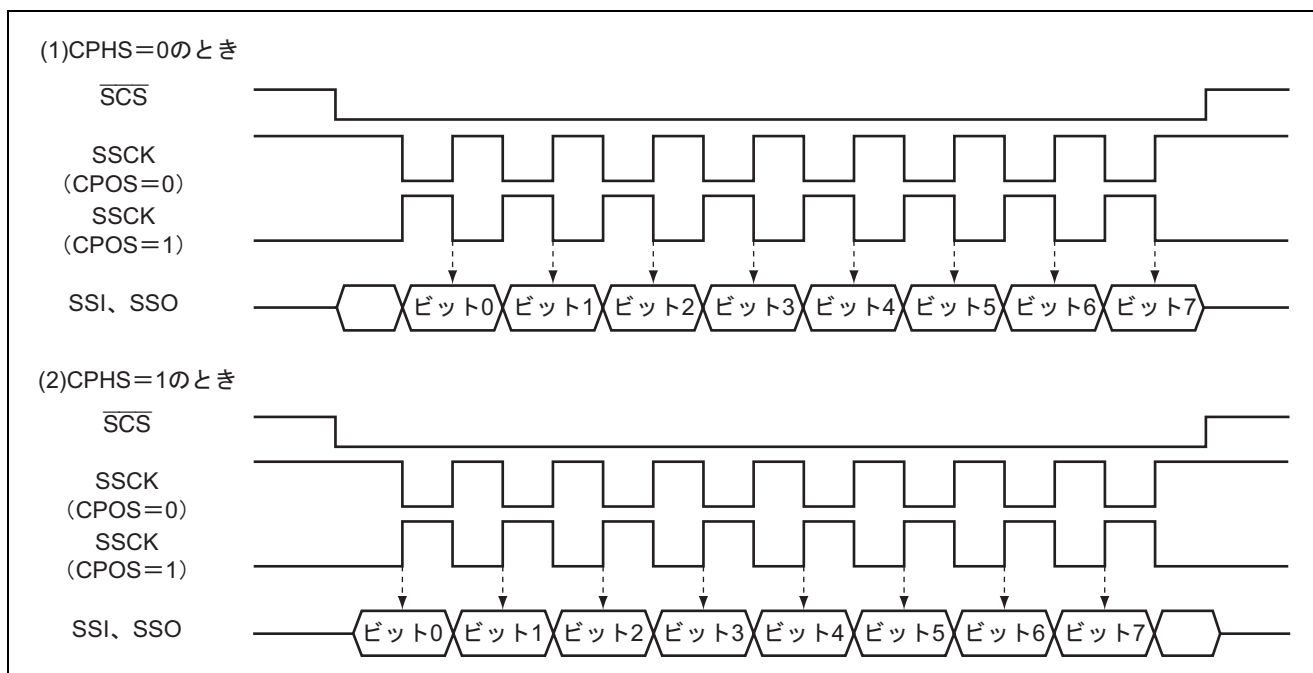 (1)CPHS＝0のとき
SCS
SSCK
（CPOS＝0）
SSCK
（CPOS＝1）
SSI、SSO
ビット0 ビット1 ビット2 ビット3 ビット4 ビット5 ビット6 ビット7
(2)CPHS＝1のとき
SCS
SSCK
（CPOS＝0）
SSCK
（CPOS＝1）
SSI、SSO
ビット0 ビット1 ビット2 ビット3 ビット4 ビット5 ビット6 ビット7